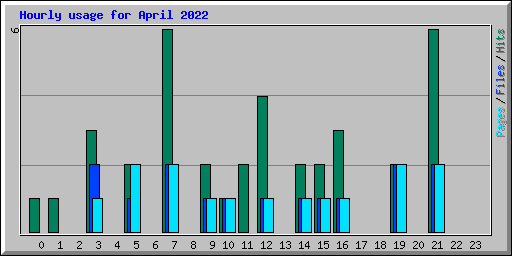 Hourly usage for April 2022
6
Pages / Files / Hits
0 1 2 3 4 5 6 7 8 9 10 11 12 13 14 15 16 17 18 19 20 21 22 23